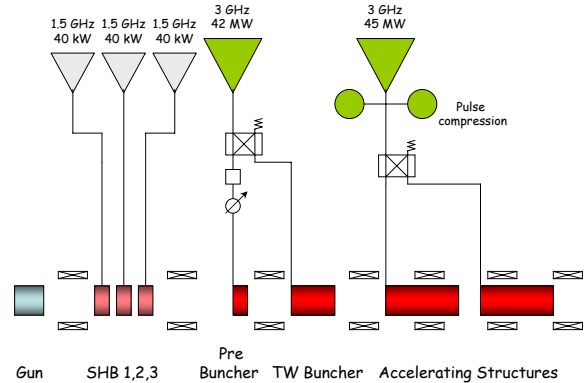 1.5 GHz
40 kW
1.5 GHz
40 kW
1.5 GHz
40 kW
3 GHz
42 MW
3 GHz
45 MW
Pulse
compression
Gun
SHB 1,2,3
Pre
Buncher
TW Buncher
Accelerating Structures